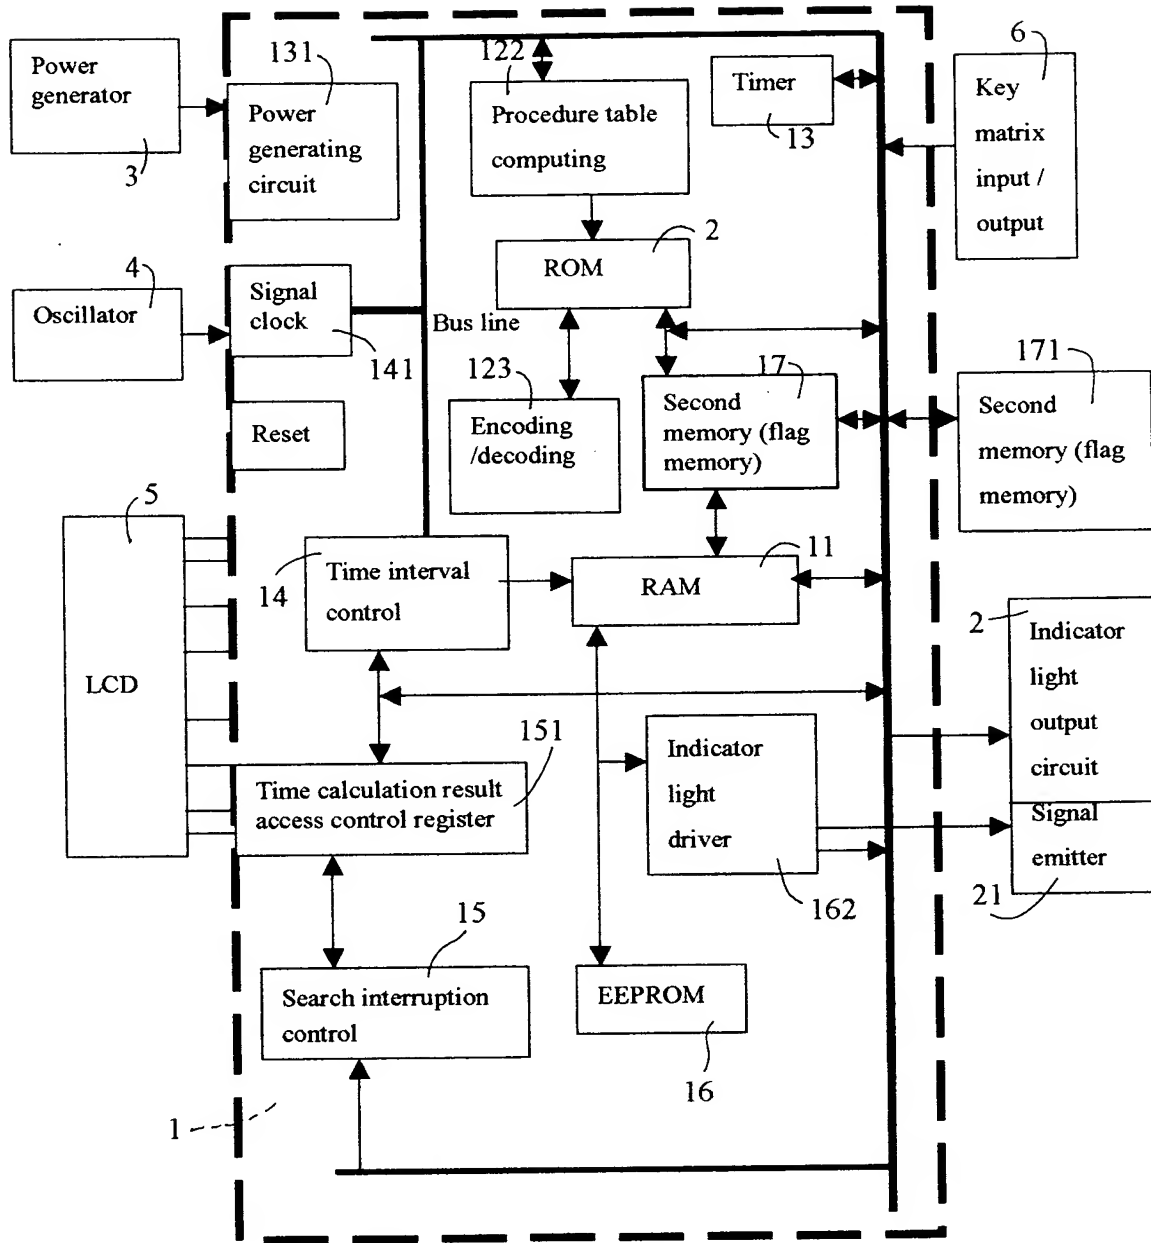 Power
generator
3
131
Power
generating
circuit
122
Procedure table
computing
Timer
13
6
Key
matrix
input /
output
2
ROM
4
Oscillator
Signal
clock
141
Bus line
Reset
123
Encoding
/decoding
17
Second
memory (flag
memory)
171
Second
memory (flag
memory)
5
LCD
14
Time interval
control
11
RAM
2
Indicator
light
output
circuit
Signal
emitter
21
151
Time calculation result
access control register
Indicator
light
driver
162
15
Search interruption
control
EEPROM
16
1